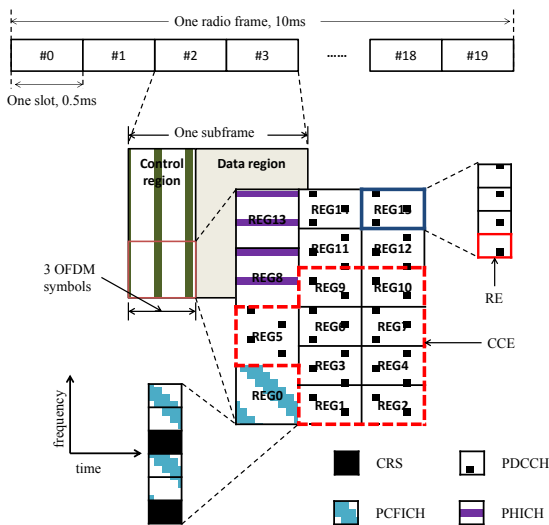 One radio frame, 10ms
#0 #1 #2 #3 ...... #18 #19
One slot, 0.5ms
One subframe
Control region
Data region
REG13 REG14 REG15
REG11 REG12
REG8 REG9 REG10
3 OFDM symbols
RE
REG5 REG6 REG7
CCE
REG3 REG4
REG0 REG1 REG2
frequency
time
CRS
PDCCH
PCFICH
PHICH